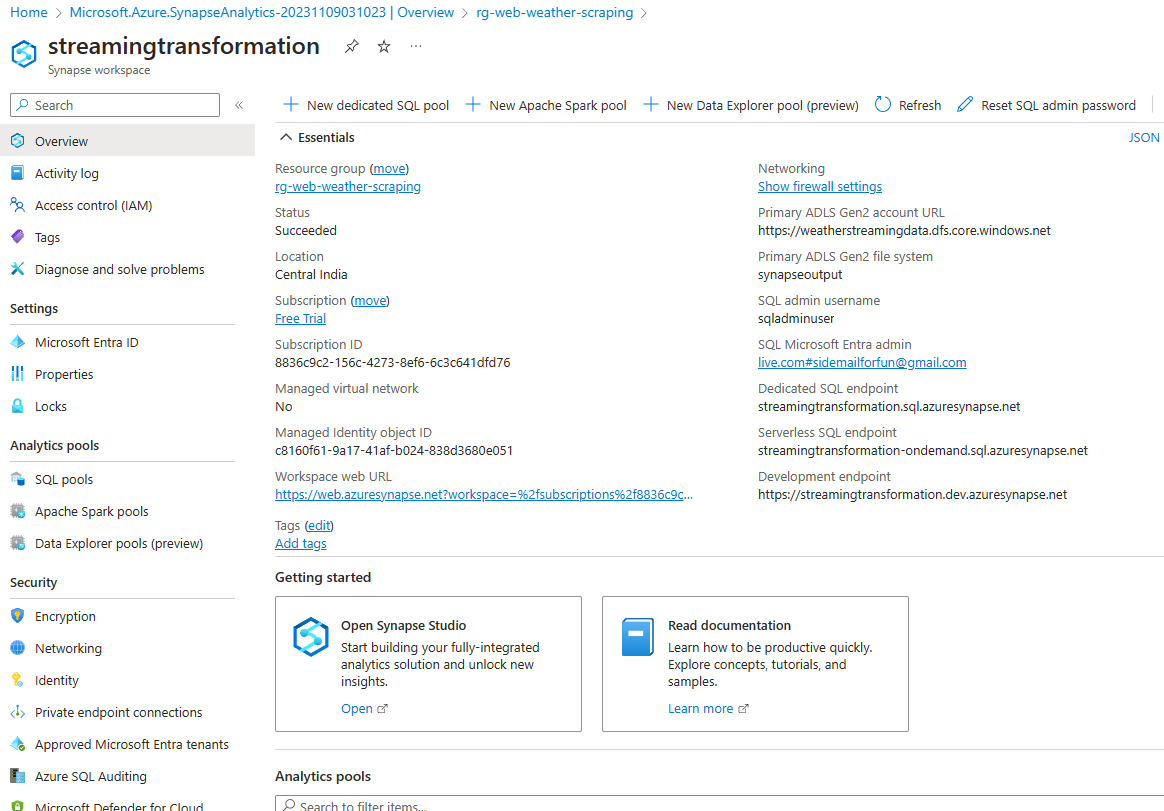 Home > Microsoft.Azure.SynapseAnalytics-20231109031023 | Overview > rg-web-weather-scraping >
streamingtransformation
Synapse workspace
Search
Overview
Activity log
Access control (IAM)
Tags
Diagnose and solve problems
Settings
Microsoft Entra ID
Properties
Locks
Analytics pools
SQL pools
Apache Spark pools
Data Explorer pools (preview)
Security
Encryption
Networking
Identity
Private endpoint connections
Approved Microsoft Entra tenants
Azure SQL Auditing
Microsoft Defender for Cloud
New dedicated SQL pool New Apache Spark pool New Data Explorer pool (preview) Refresh Reset SQL admin password
Essentials
JSON
Resource group (move)
rg-web-weather-scraping
Status
Succeeded
Location
Central India
Subscription (move)
Free Trial
Subscription ID
8836c9c2-156c-4273-8ef6-6c3c641dfd76
Managed virtual network
No
Managed Identity object ID
c8160f61-9a17-41af-b024-838d3680e051
Workspace web URL
https://web.azuresynapse.net?workspace=%2fsubscriptions%2f8836c9c...
Tags (edit)
Add tags
Networking
Show firewall settings
Primary ADLS Gen2 account URL
https://weatherstreamingdata.dfs.core.windows.net
Primary ADLS Gen2 file system
synapseoutput
SQL admin username
sqladminuser
SQL Microsoft Entra admin
live.com#sidemailforfun@gmail.com
Dedicated SQL endpoint
streamingtransformation.sql.azuresynapse.net
Serverless SQL endpoint
streamingtransformation-ondemand.sql.azuresynapse.net
Development endpoint
https://streamingtransformation.dev.azuresynapse.net
Getting started
Open Synapse Studio
Start building your fully-integrated
analytics solution and unlock new
insights.
Open
Read documentation
Learn how to be productive quickly.
Explore concepts, tutorials, and
samples.
Learn more
Analytics pools
Search to filter items...